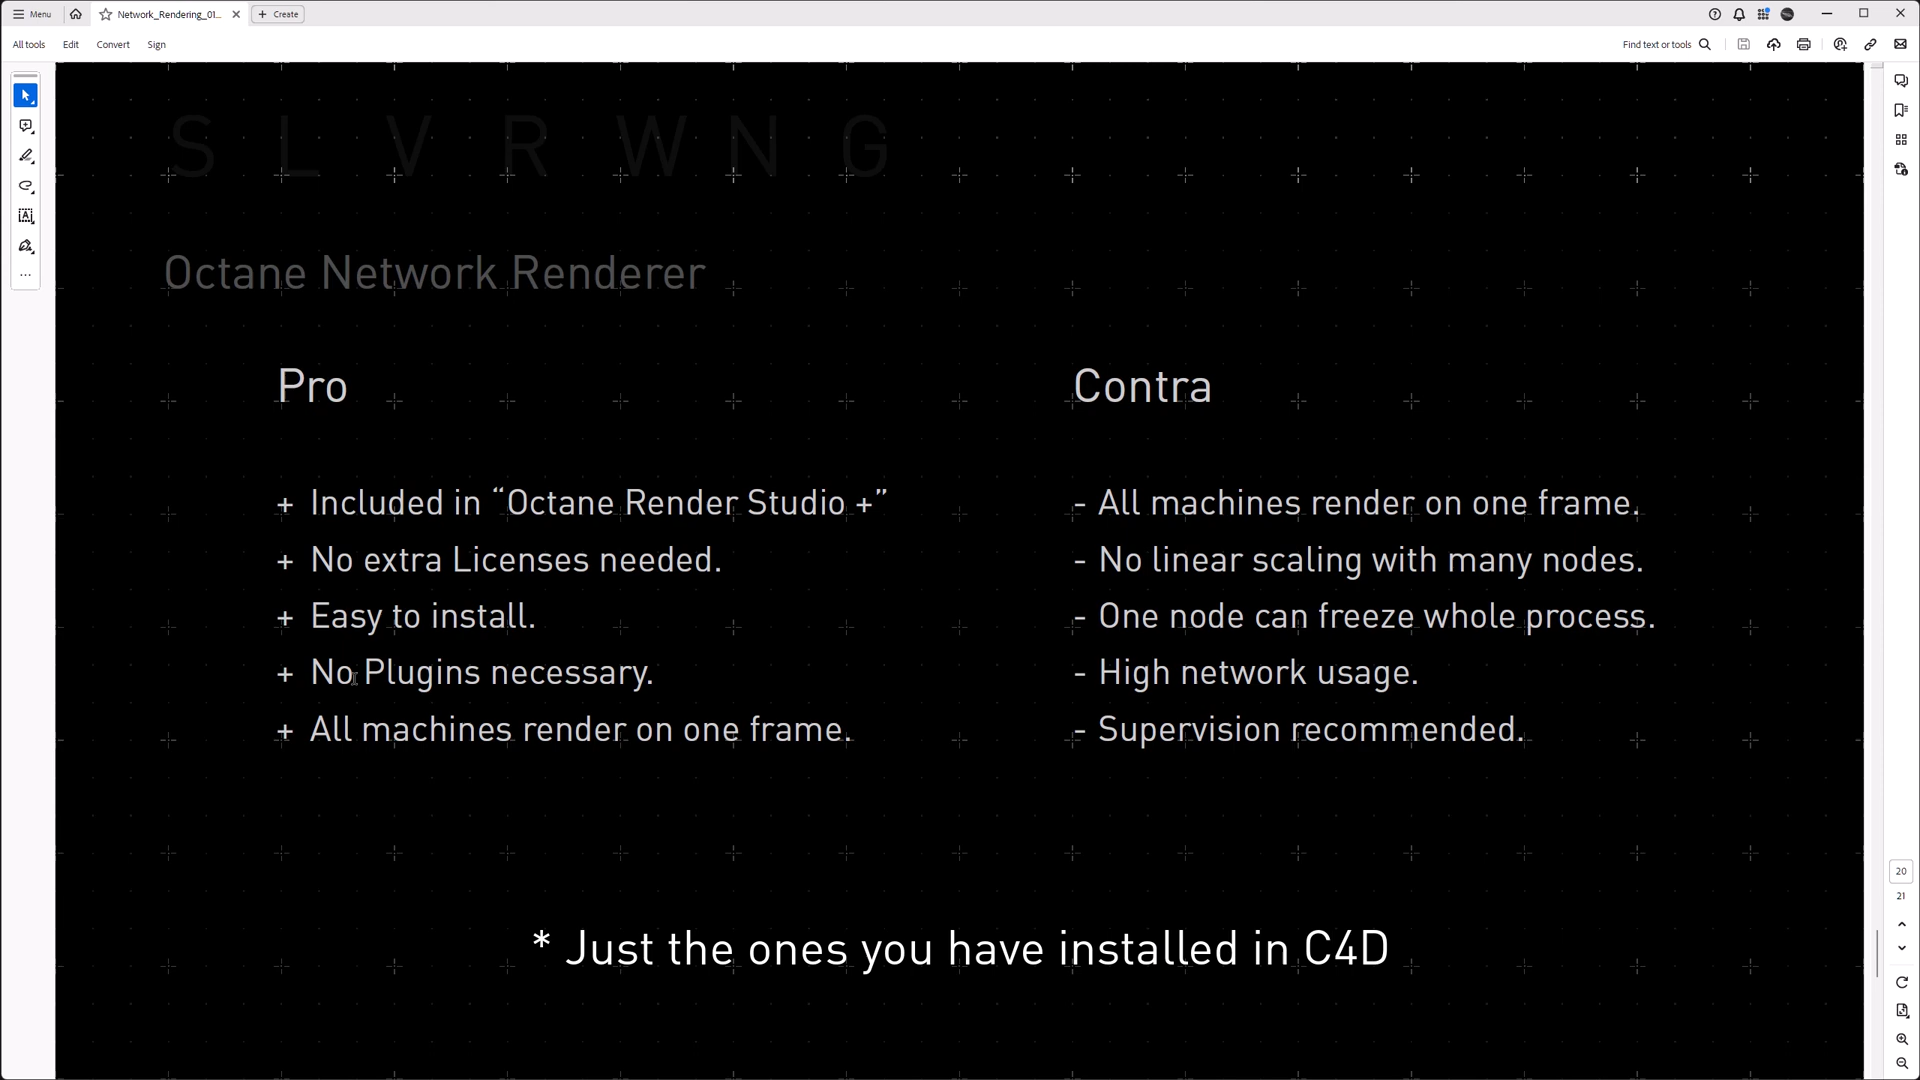 Menu
Network_Rendering_01...
Create
All tools
Edit
Convert
Sign
Find text or tools
S L V R W N G
Octane Network Renderer
Pro
+ Included in “Octane Render Studio +”
+ No extra Licenses needed.
+ Easy to install.
+ No Plugins necessary.
+ All machines render on one frame.
Contra
- All machines render on one frame.
- No linear scaling with many nodes.
- One node can freeze whole process.
- High network usage.
- Supervision recommended.
* Just the ones you have installed in C4D
20
21